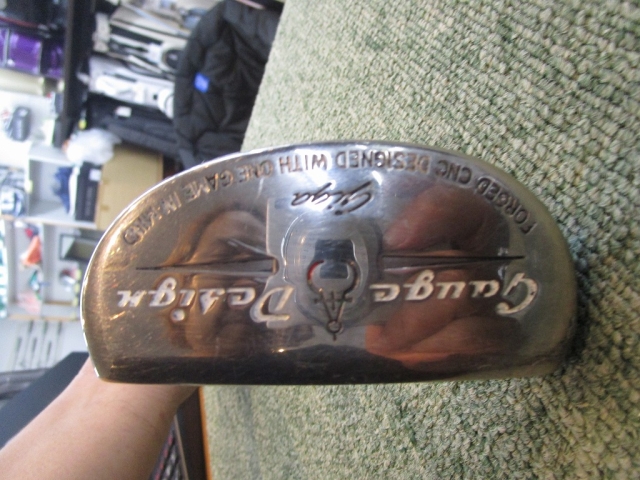 Gauge Design
Giga
FORGED CNC DESIGNED WITH ONE GAME IN MIND